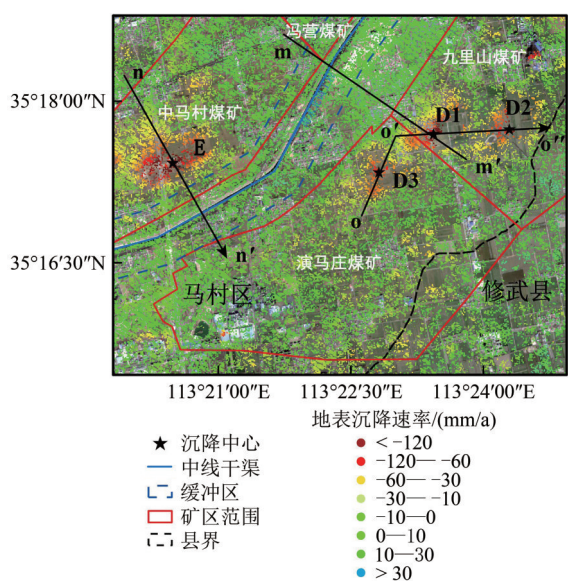 冯营煤矿
m
九里山煤矿
n
35°18′00″N
中马村煤矿
D1
D2
o′
o″
E
m′
D3
o
n′
35°16′30″N
演马庄煤矿
马村区
修武县
113°21′00″E
113°22′30″E
113°24′00″E
地表沉降速率/(mm/a)
沉降中心
中线干渠
缓冲区
矿区范围
县界
< −120
−120— −60
−60— −30
−30— −10
−10—0
0—10
10—30
> 30